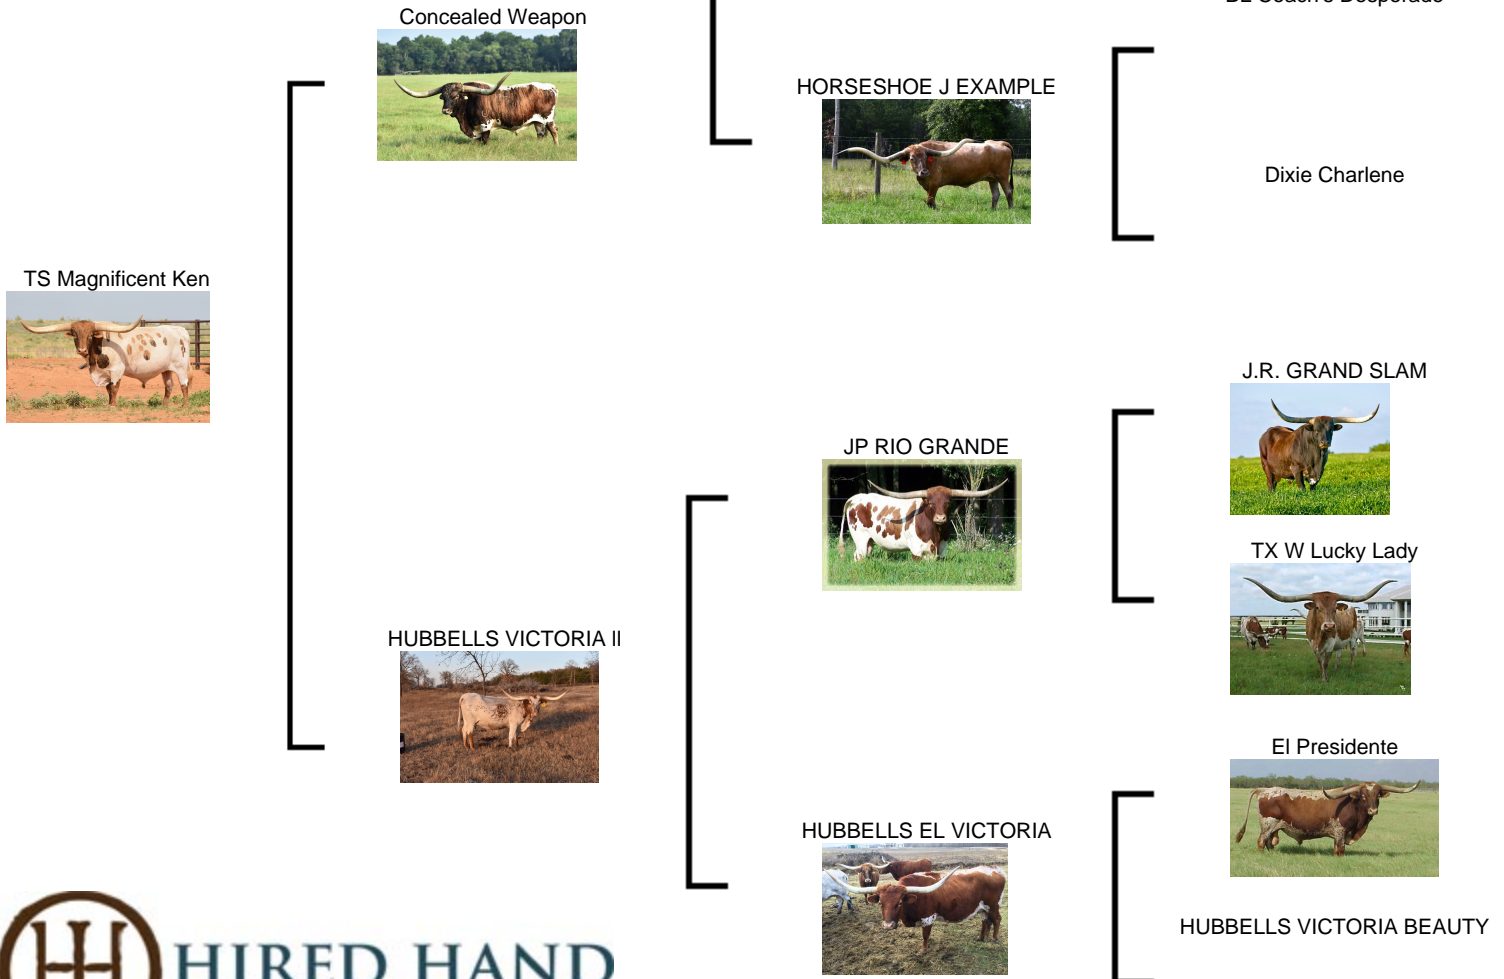 Concealed Weapon
HORSESHOE J EXAMPLE
Dixie Charlene
TS Magnificent Ken
J.R. GRAND SLAM
JP RIO GRANDE
TX W Lucky Lady
HUBBELLS VICTORIA II
El Presidente
HUBBELLS EL VICTORIA
HUBBELLS VICTORIA BEAUTY
HIRED HAND